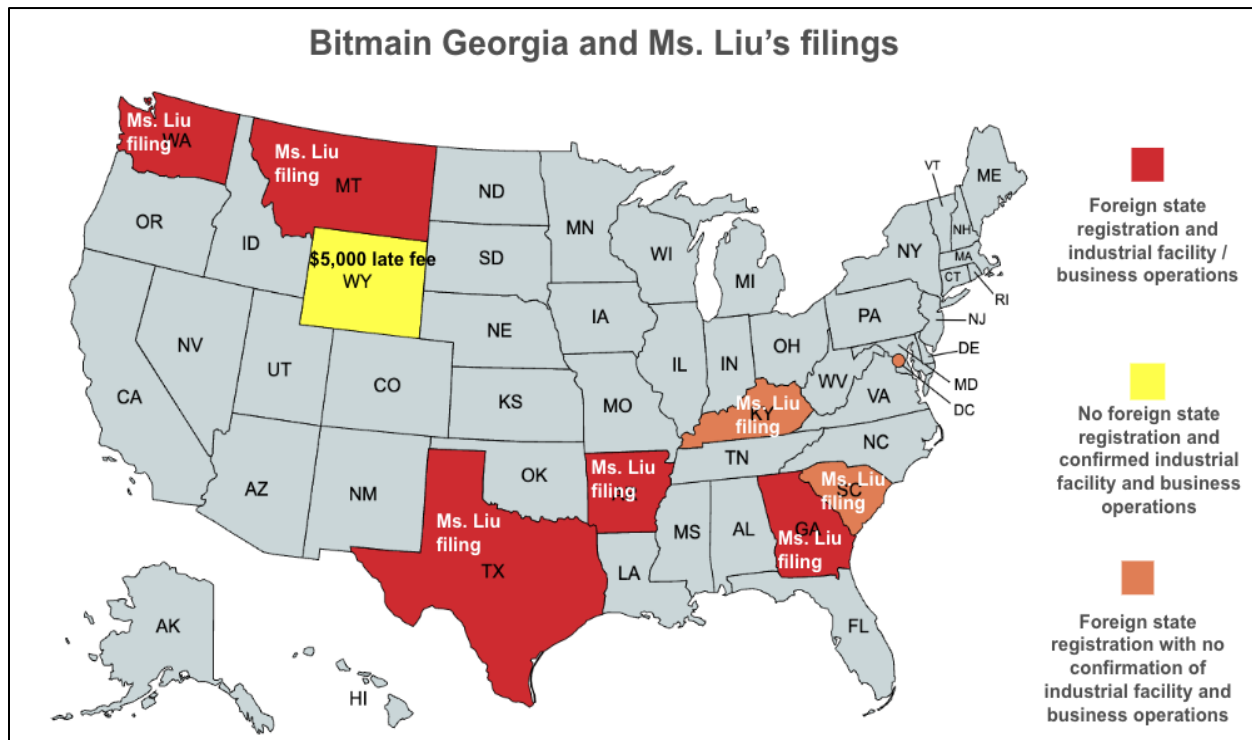 Bitmain Georgia and Ms. Liu's filings
Ms. Liu
filing
WA
Ms. Liu
filing
MT
ND
MN
VT
ME
OR
ID
$5,000 late fee
WY
SD
WI
MI
NY
NH
MA
CT
RI
NV
UT
CO
NE
IA
IL
IN
OH
PA
NJ
DE
MD
DC
CA
KS
MO
Ms. Liu
filing
KY
WV
VA
AZ
NM
OK
Ms. Liu
filing
TN
NC
Ms. Liu
filing
SC
Ms. Liu
filing
TX
LA
MS
AL
GA
Ms. Liu
filing
FL
AK
HI
Foreign state
registration and
industrial facility /
business operations
No foreign state
registration and
confirmed industrial
facility and business
operations
Foreign state
registration with no
confirmation of
industrial facility and
business operations